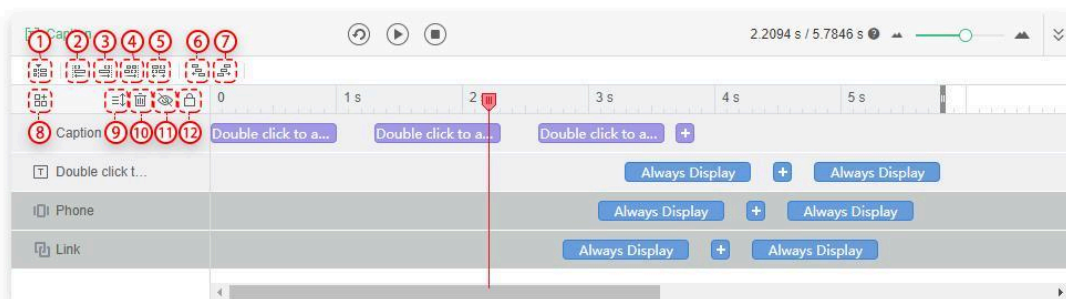 Caption
2.2094 s / 5.7846 s
1 2 3 4 5 6 7
0 1 s 2 3 s 4 s 5 s
8 Caption 9 10 11 12 Double click to a... Double click to a... Double click to a... +
T Double click t... Always Display + Always Display
Phone Always Display + Always Display
Link Always Display + Always Display